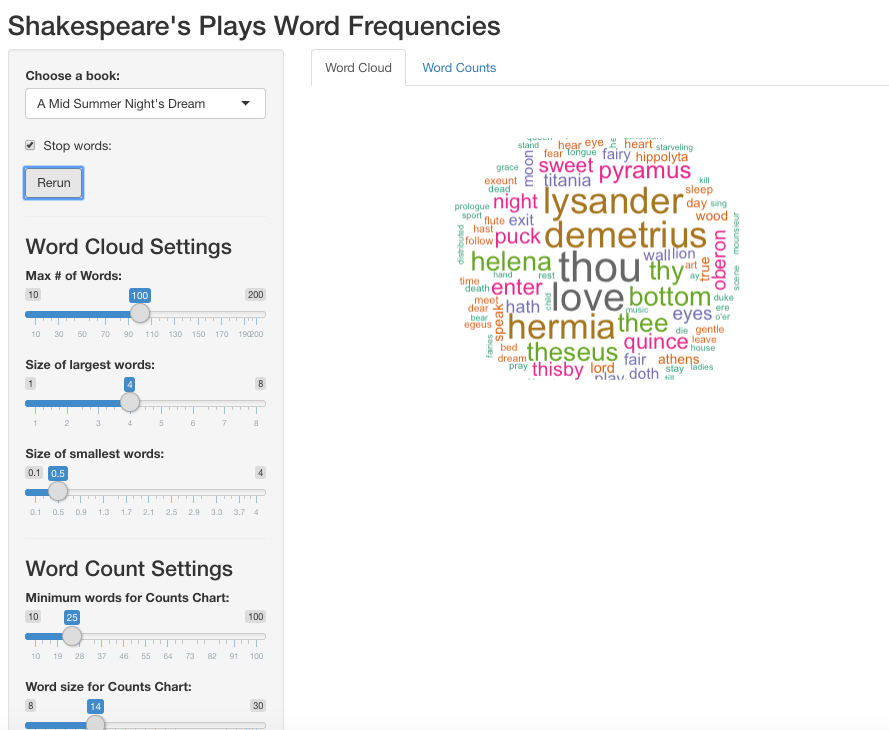 Shakespeare's Plays Word Frequencies
Choose a book:
A Mid Summer Night's Dream
Stop words:
Rerun
Word Cloud Settings
Max # of Words:
10 100 200
10 30 50 70 90 110 130 150 170 190 200
Size of largest words:
1 4 8
1 2 3 4 5 6 7 8
Size of smallest words:
0.1 0.5 4
0.1 0.5 0.9 1.3 1.7 2.1 2.5 2.9 3.3 3.7 4
Word Count Settings
Minimum words for Counts Chart:
10 25 100
10 19 28 37 46 55 64 73 82 91 100
Word size for Counts Chart:
8 14 30
Word Cloud Word Counts
stand hear eye heart starveling
moon fear tongue fairy hippolyta
grace sweet pyramus
exeunt titania kill
dead sleep
prologue night lysander day sing
sport flute exit wood mounsieur
hast puck demetrius
distributed follow oberon
helena wall lion true
hand rest thou thy art ay scene
time enter
death love bottom duke
meet hath child music eyes ere
dear o'er
bear speak hermia thee die gentle
egeus quince leave
fairies bed theseus house
dream fair athens
pray thisby lord stay ladies
play doth till